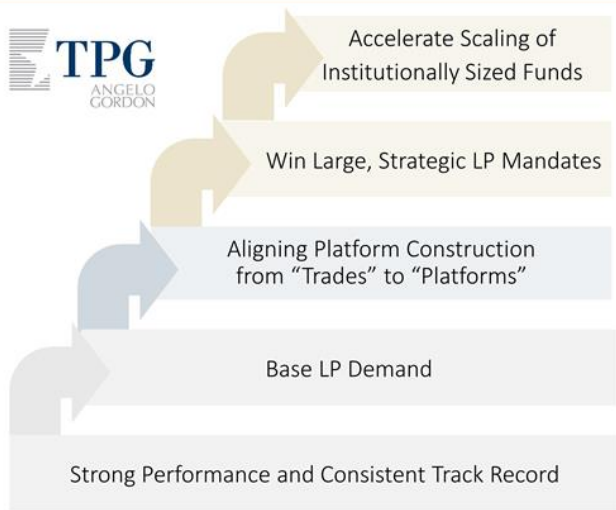 TPG
ANGELO
GORDON
Accelerate Scaling of
Institutionally Sized Funds
Win Large, Strategic LP Mandates
Aligning Platform Construction
from “Trades” to “Platforms”
Base LP Demand
Strong Performance and Consistent Track Record